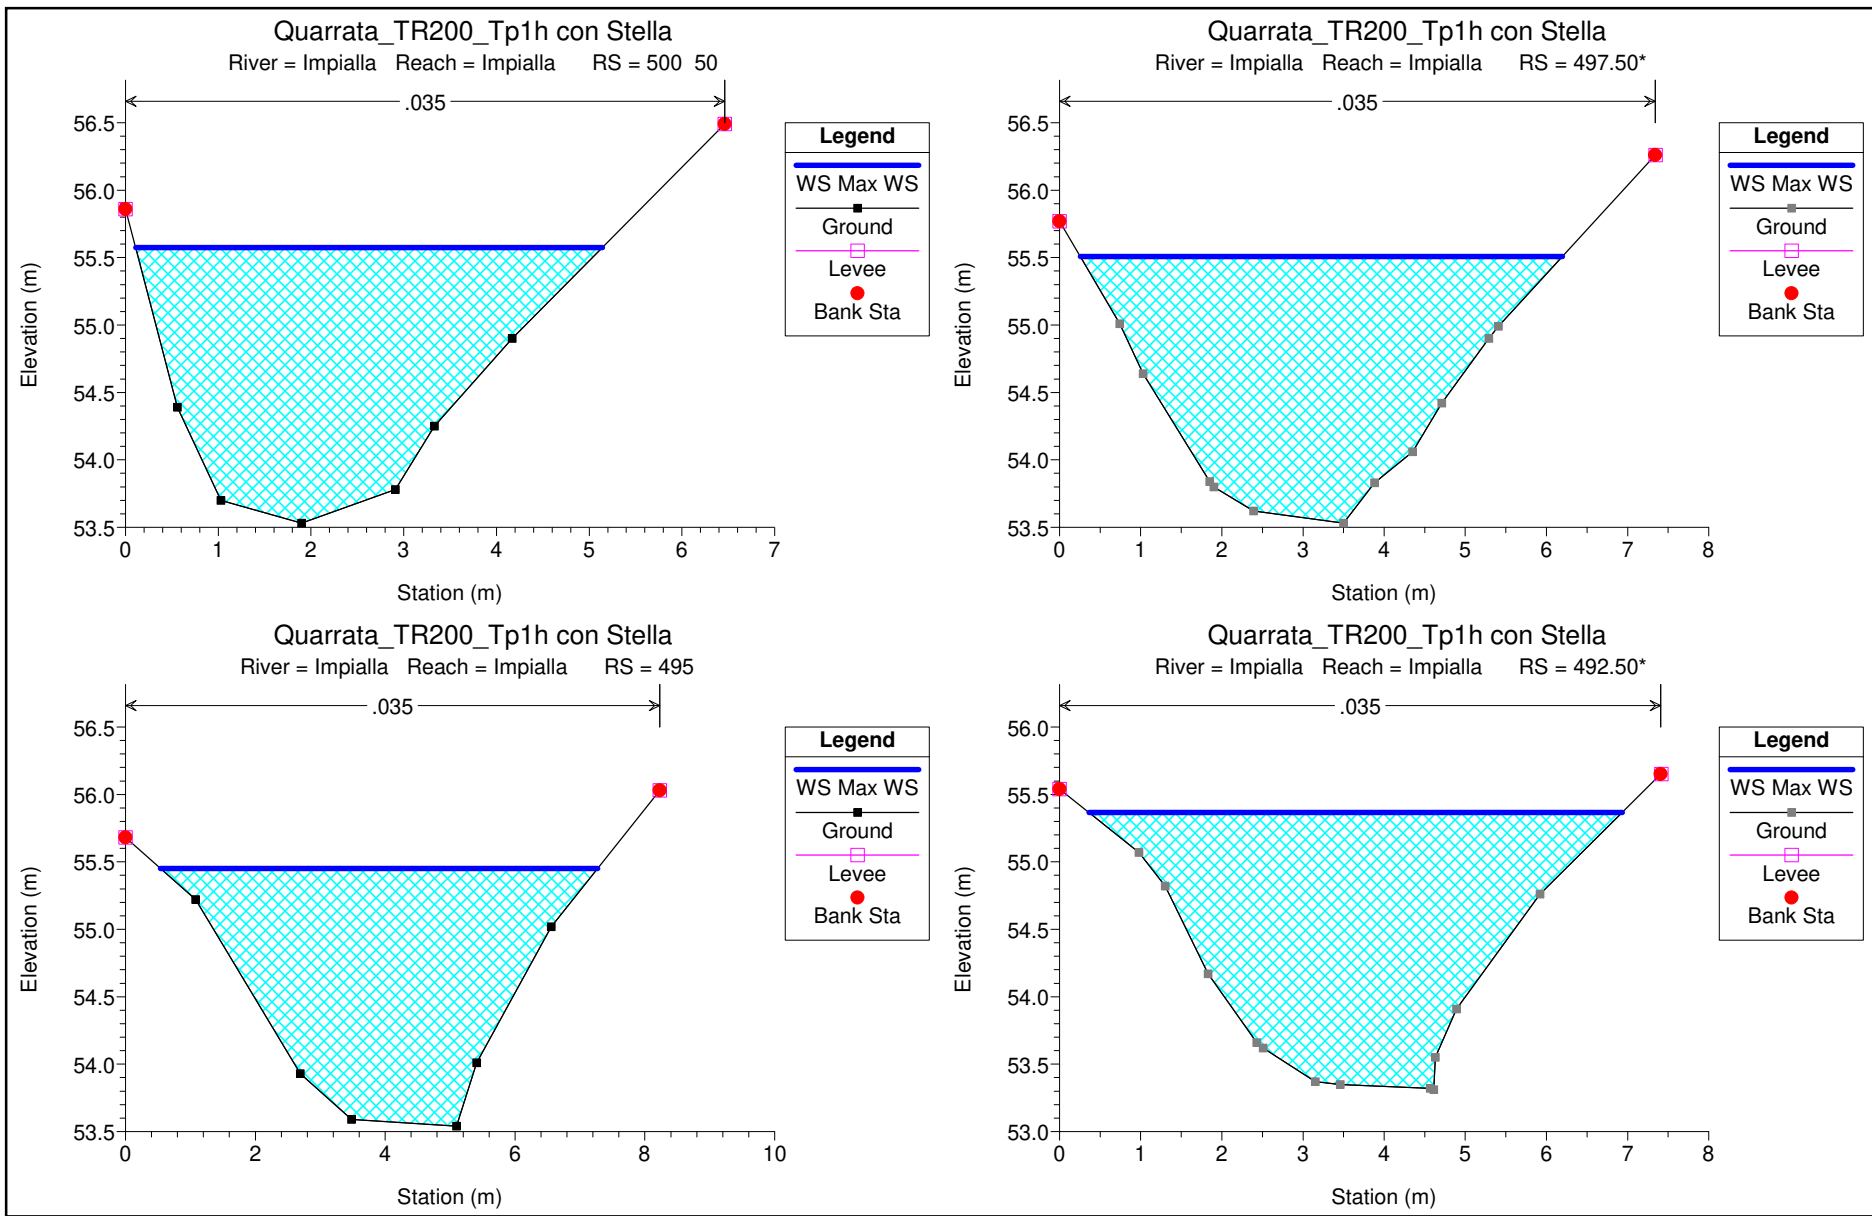 Quarrata_TR200_Tp1h con Stella
River = Impialla Reach = Impialla RS = 500 50
.035
56.5
56.0
55.5
55.0
54.5
54.0
53.5
0 1 2 3 4 5 6 7
Station (m)
Elevation (m)
Legend
WS Max WS
Ground
Levee
Bank Sta
Quarrata_TR200_Tp1h con Stella
River = Impialla Reach = Impialla RS = 497.50*
.035
56.5
56.0
55.5
55.0
54.5
54.0
53.5
0 1 2 3 4 5 6 7 8
Station (m)
Elevation (m)
Legend
WS Max WS
Ground
Levee
Bank Sta
Quarrata_TR200_Tp1h con Stella
River = Impialla Reach = Impialla RS = 495
.035
56.5
56.0
55.5
55.0
54.5
54.0
53.5
0 2 4 6 8 10
Station (m)
Elevation (m)
Legend
WS Max WS
Ground
Levee
Bank Sta
Quarrata_TR200_Tp1h con Stella
River = Impialla Reach = Impialla RS = 492.50*
.035
56.0
55.5
55.0
54.5
54.0
53.5
53.0
0 1 2 3 4 5 6 7 8
Station (m)
Elevation (m)
Legend
WS Max WS
Ground
Levee
Bank Sta